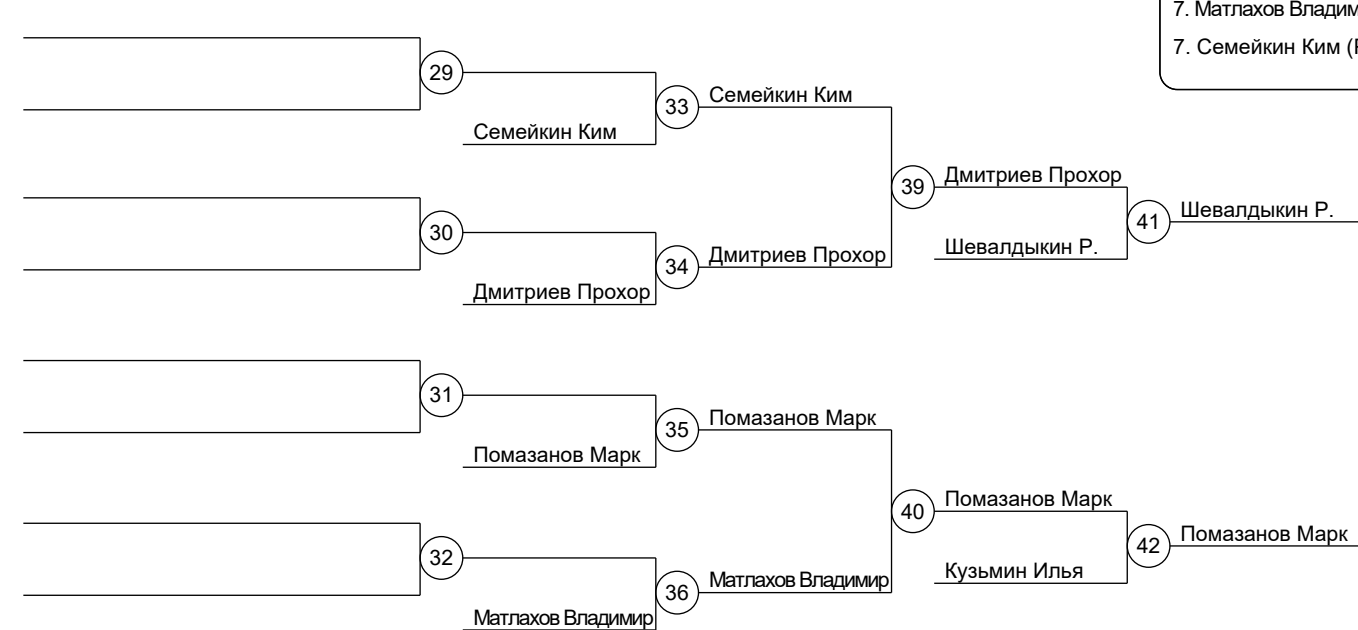 7. Матлахов Владим
7. Семейкин Ким (
29
Семейкин Ким
33
Семейкин Ким
30
Дмитриев Прохор
34
Дмитриев Прохор
39
Дмитриев Прохор
Шевалдыкин Р.
41
Шевалдыкин Р.
31
Помазанов Марк
35
Помазанов Марк
32
Матлахов Владимир
36
Матлахов Владимир
40
Помазанов Марк
Кузьмин Илья
42
Помазанов Марк